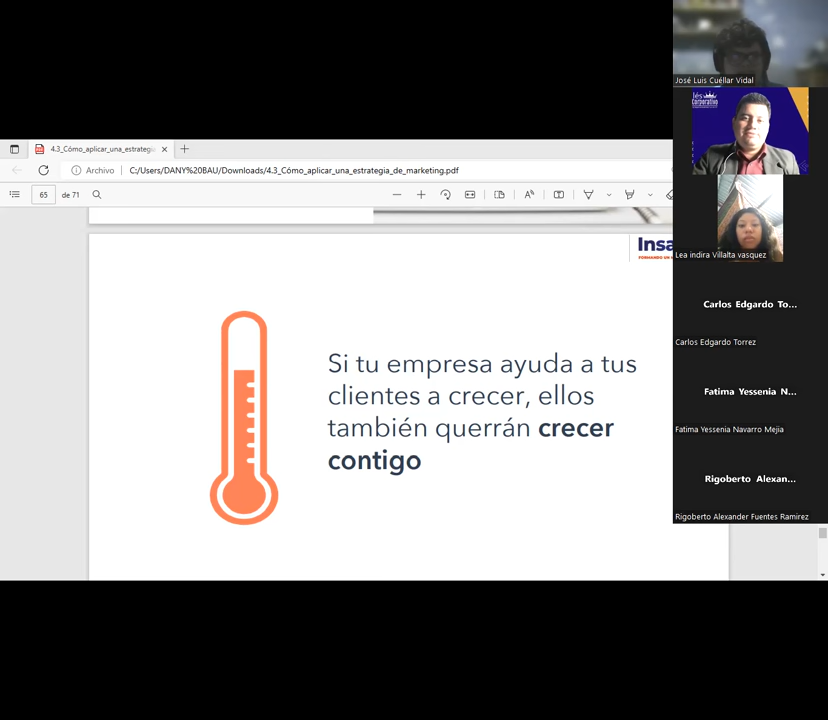 José Luis Cuéllar Vidal
Corporativo
4.3_Cómo_aplicar_una_estrategia
Archivo
C:/Users/DANY%20BAU/Downloads/4.3_Cómo_aplicar_una_estrategia_de_marketing.pdf
65
de 71
Insa
Lea indira Villalta vasquez
Si tu empresa ayuda a tus
clientes a crecer, ellos
también querrán crecer
contigo
Carlos Edgardo To...
Carlos Edgardo Torrez
Fatima Yessenia N...
Fatima Yessenia Navarro Mejia
Rigoberto Alexan...
Rigoberto Alexander Fuentes Ramirez